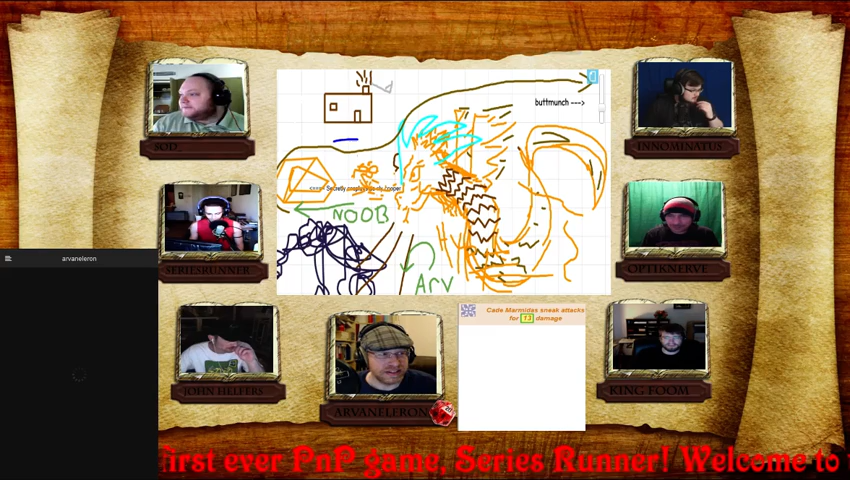 buttmunch --->
NOOB
ARV
SOD
INNOMINATUS
SERIESRUNNER
OPTIKNERVE
arvaneleron
Cade Marmidas sneak attacks
for 13 damage
JOHN HELFERS
ARVANELERON
KING FOOM
first ever PnP game, Series Runner! Welcome to